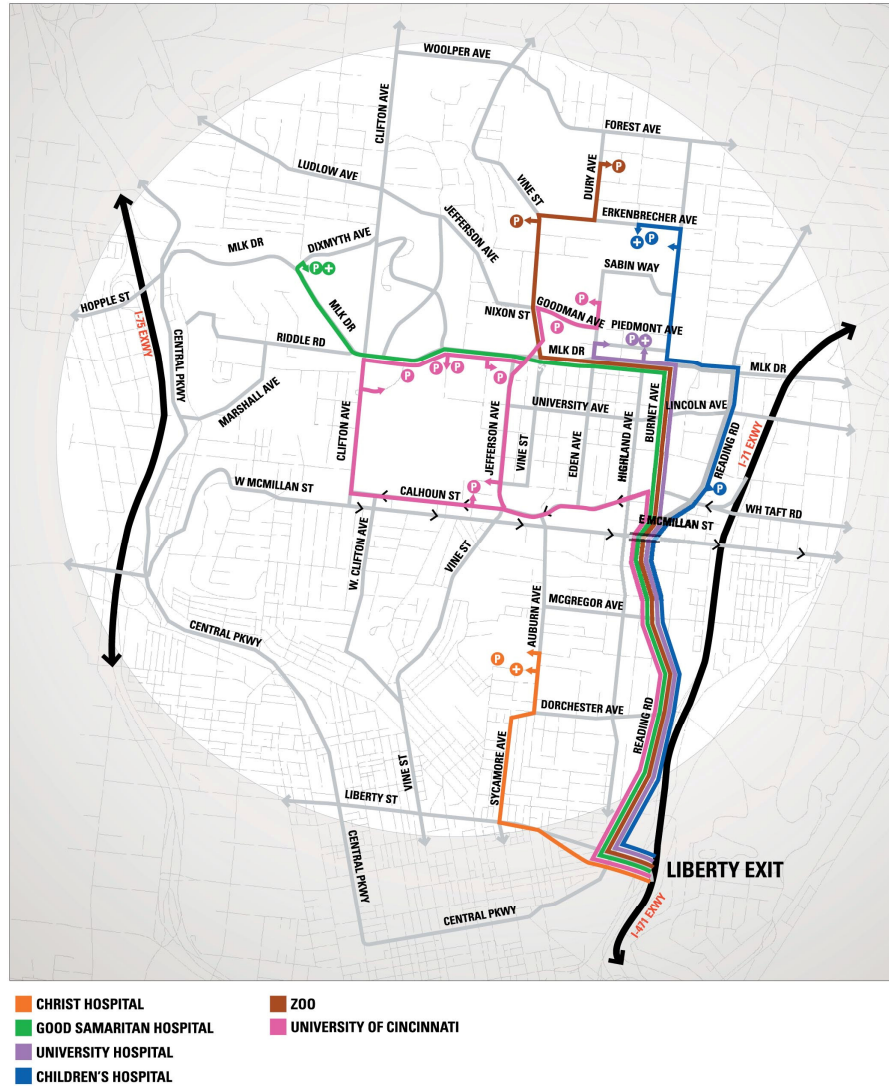 WOOLPER AVE
CLIFTON AVE
FOREST AVE
LUDLOW AVE
VINE ST
DURY AVE
P
ERKENBRECHER AVE
P
JEFFERSON AVE
DIXMYTH AVE
MLK DR
P
P
SABIN WAY
HOPPLE ST
MLK DR
P
GOODMAN AVE
NIXON ST
P
PIEDMONT AVE
P
I-75 EXWY
CENTRAL PKWY
RIDDLE RD
MLK DR
MLK DR
P
P
P
P
MARSHALL AVE
CLIFTON AVE
JEFFERSON AVE
VINE ST
UNIVERSITY AVE
EDEN AVE
HIGHLAND AVE
BURNET AVE
LINCOLN AVE
READING RD
I-71 EXWY
W MCMILLAN ST
CALHOUN ST
P
P
WH TAFT RD
E MCMILLAN ST
W. CLIFTON AVE
VINE ST
AUBURN AVE
MCGREGOR AVE
CENTRAL PKWY
P
DORCHESTER AVE
READING RD
SYCAMORE AVE
VINE ST
LIBERTY ST
CENTRAL PKWY
LIBERTY EXIT
CENTRAL PKWY
I-471 EXWY
CHRIST HOSPITAL
GOOD SAMARITAN HOSPITAL
UNIVERSITY HOSPITAL
CHILDREN'S HOSPITAL
ZOO
UNIVERSITY OF CINCINNATI